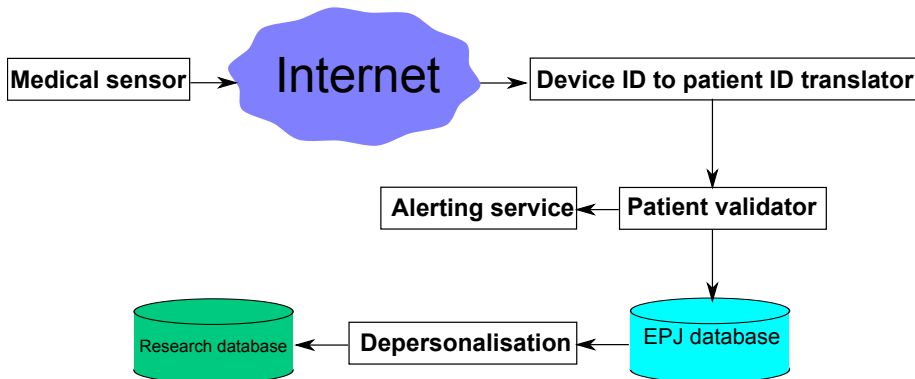 Internet
Medical sensor
Device ID to patient ID translator
Alerting service
Patient validator
Research database
Depersonalisation
EPJ database